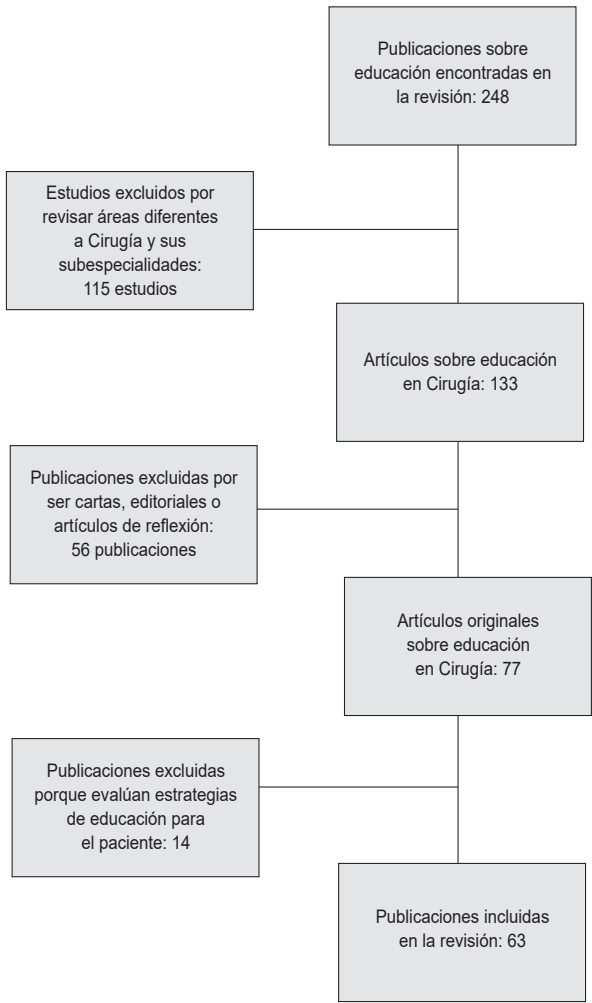 Publicaciones sobre
educación encontradas en
la revisión: 248
Estudios excluidos por
revisar áreas diferentes
a Cirugía y sus
subespecialidades:
115 estudios
Artículos sobre educación
en Cirugía: 133
Publicaciones excluidas por
ser cartas, editoriales o
artículos de reflexión:
56 publicaciones
Artículos originales
sobre educación
en Cirugía: 77
Publicaciones excluidas
porque evalúan estrategias
de educación para
el paciente: 14
Publicaciones incluidas
en la revisión: 63